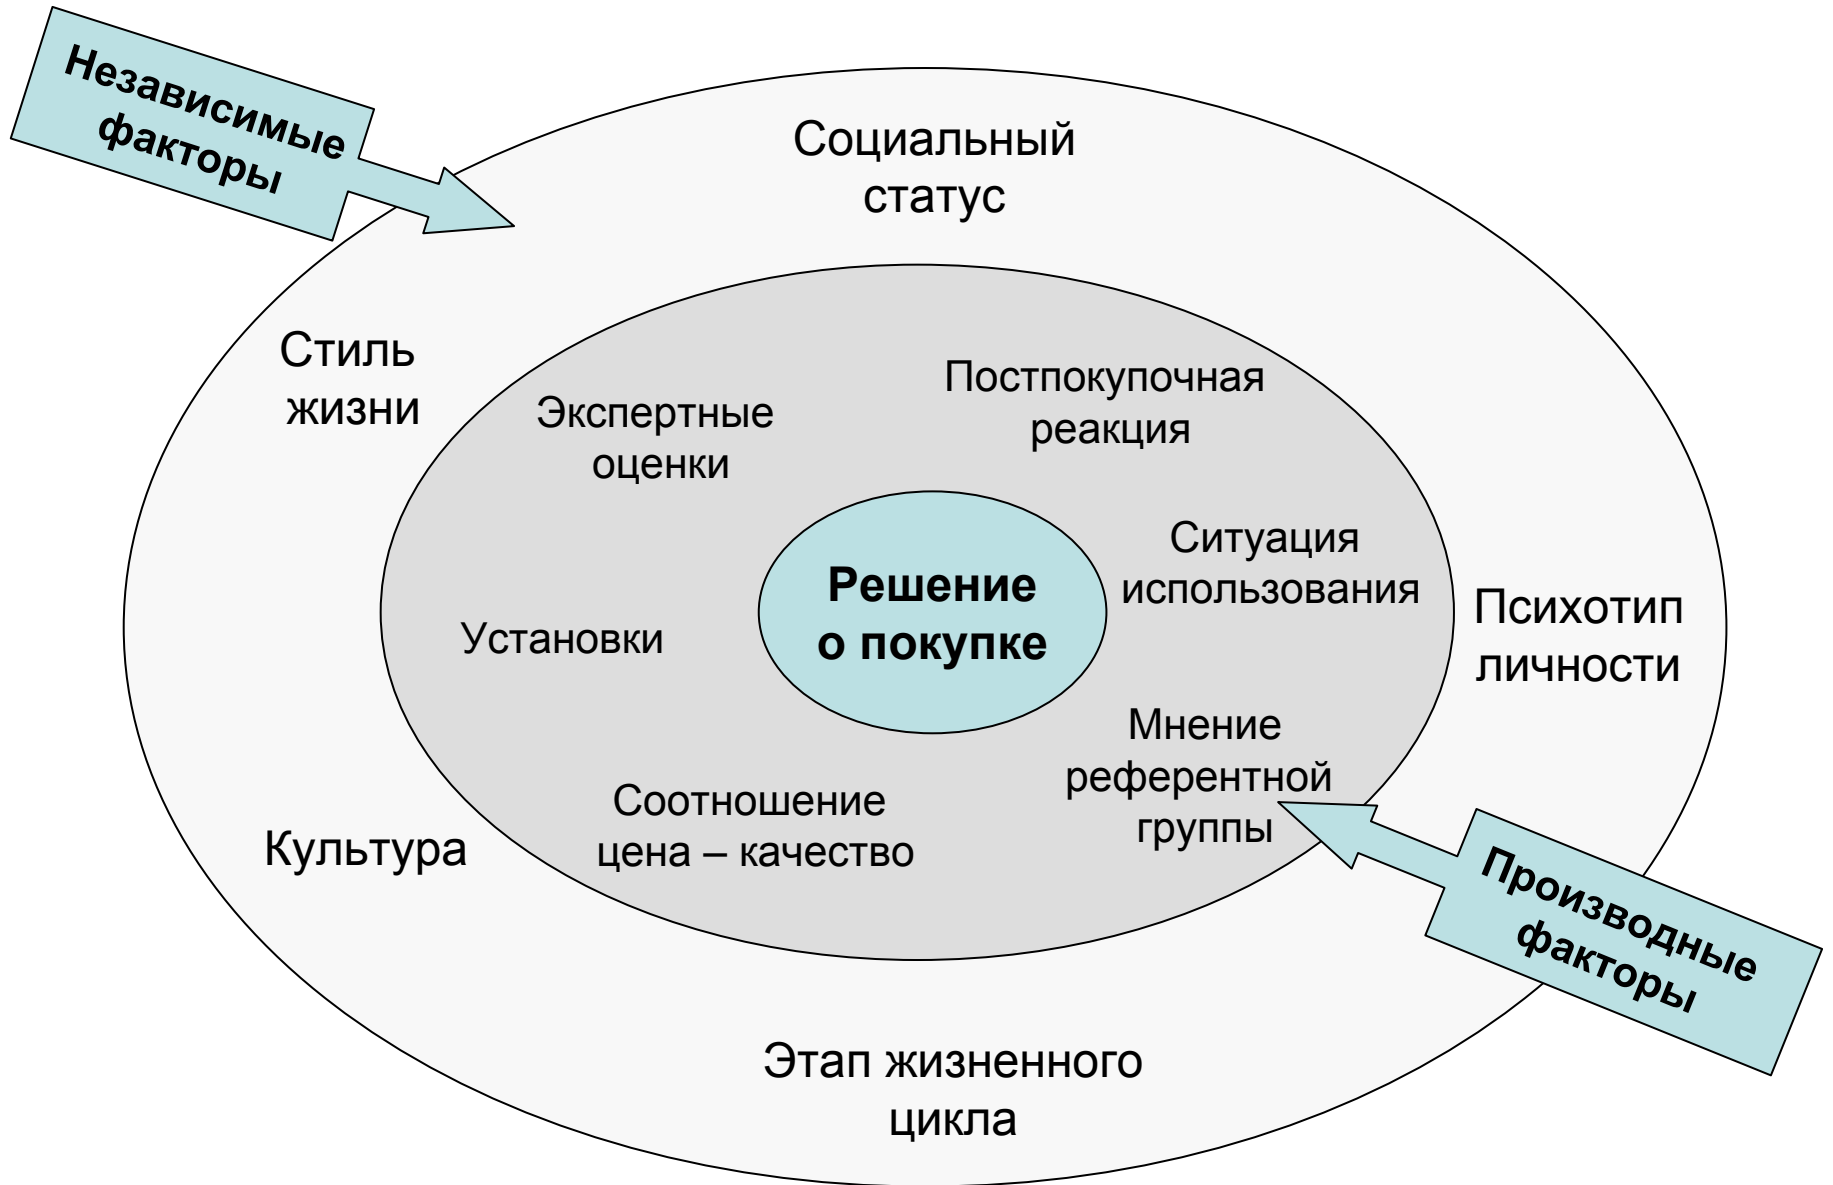 Независимые
факторы
Социальный
статус
Стиль
жизни
Экспертные
оценки
Постпокупочная
реакция
Ситуация
использования
Решение
о покупке
Установки
Психотип
личности
Мнение
референтной
группы
Соотношение
цена – качество
Культура
Производные
факторы
Этап жизненного
цикла